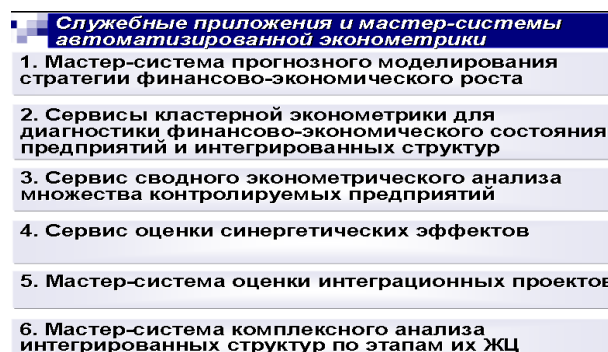 Служебные приложения и мастер-системы
автоматизированной эконометрики
1. Мастер-система прогнозного моделирования
стратегии финансово-экономического роста
2. Сервисы кластерной эконометрики для
диагностики финансово-экономического состояния
предприятий и интегрированных структур
3. Сервис сводного эконометрического анализа
множества контролируемых предприятий
4. Сервис оценки синергетических эффектов
5. Мастер-система оценки интеграционных проектов
6. Мастер-система комплексного анализа
интегрированных структур по этапам их ЖЦ